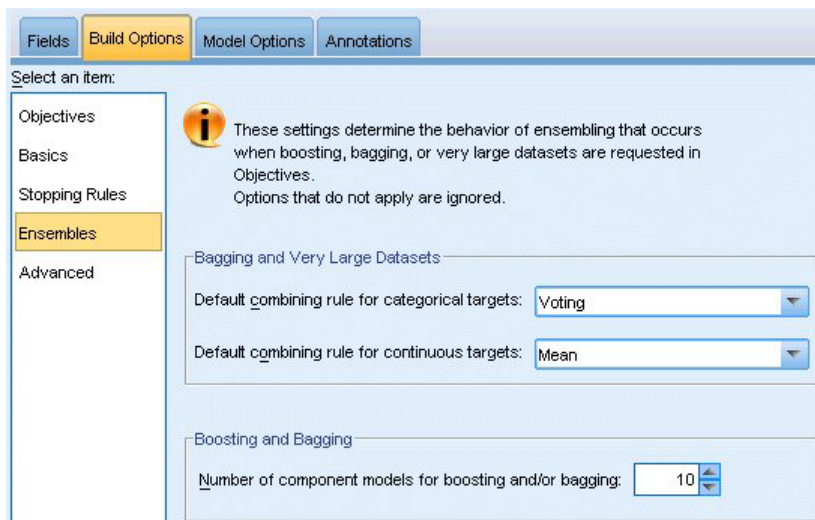 Fields Build Options Model Options Annotations
Select an item:
Objectives
Basics
Stopping Rules
Ensembles
Advanced
These settings determine the behavior of ensembling that occurs
when boosting, bagging, or very large datasets are requested in
Objectives.
Options that do not apply are ignored.
Bagging and Very Large Datasets
Default combining rule for categorical targets: Voting
Default combining rule for continuous targets: Mean
Boosting and Bagging
Number of component models for boosting and/or bagging: 10